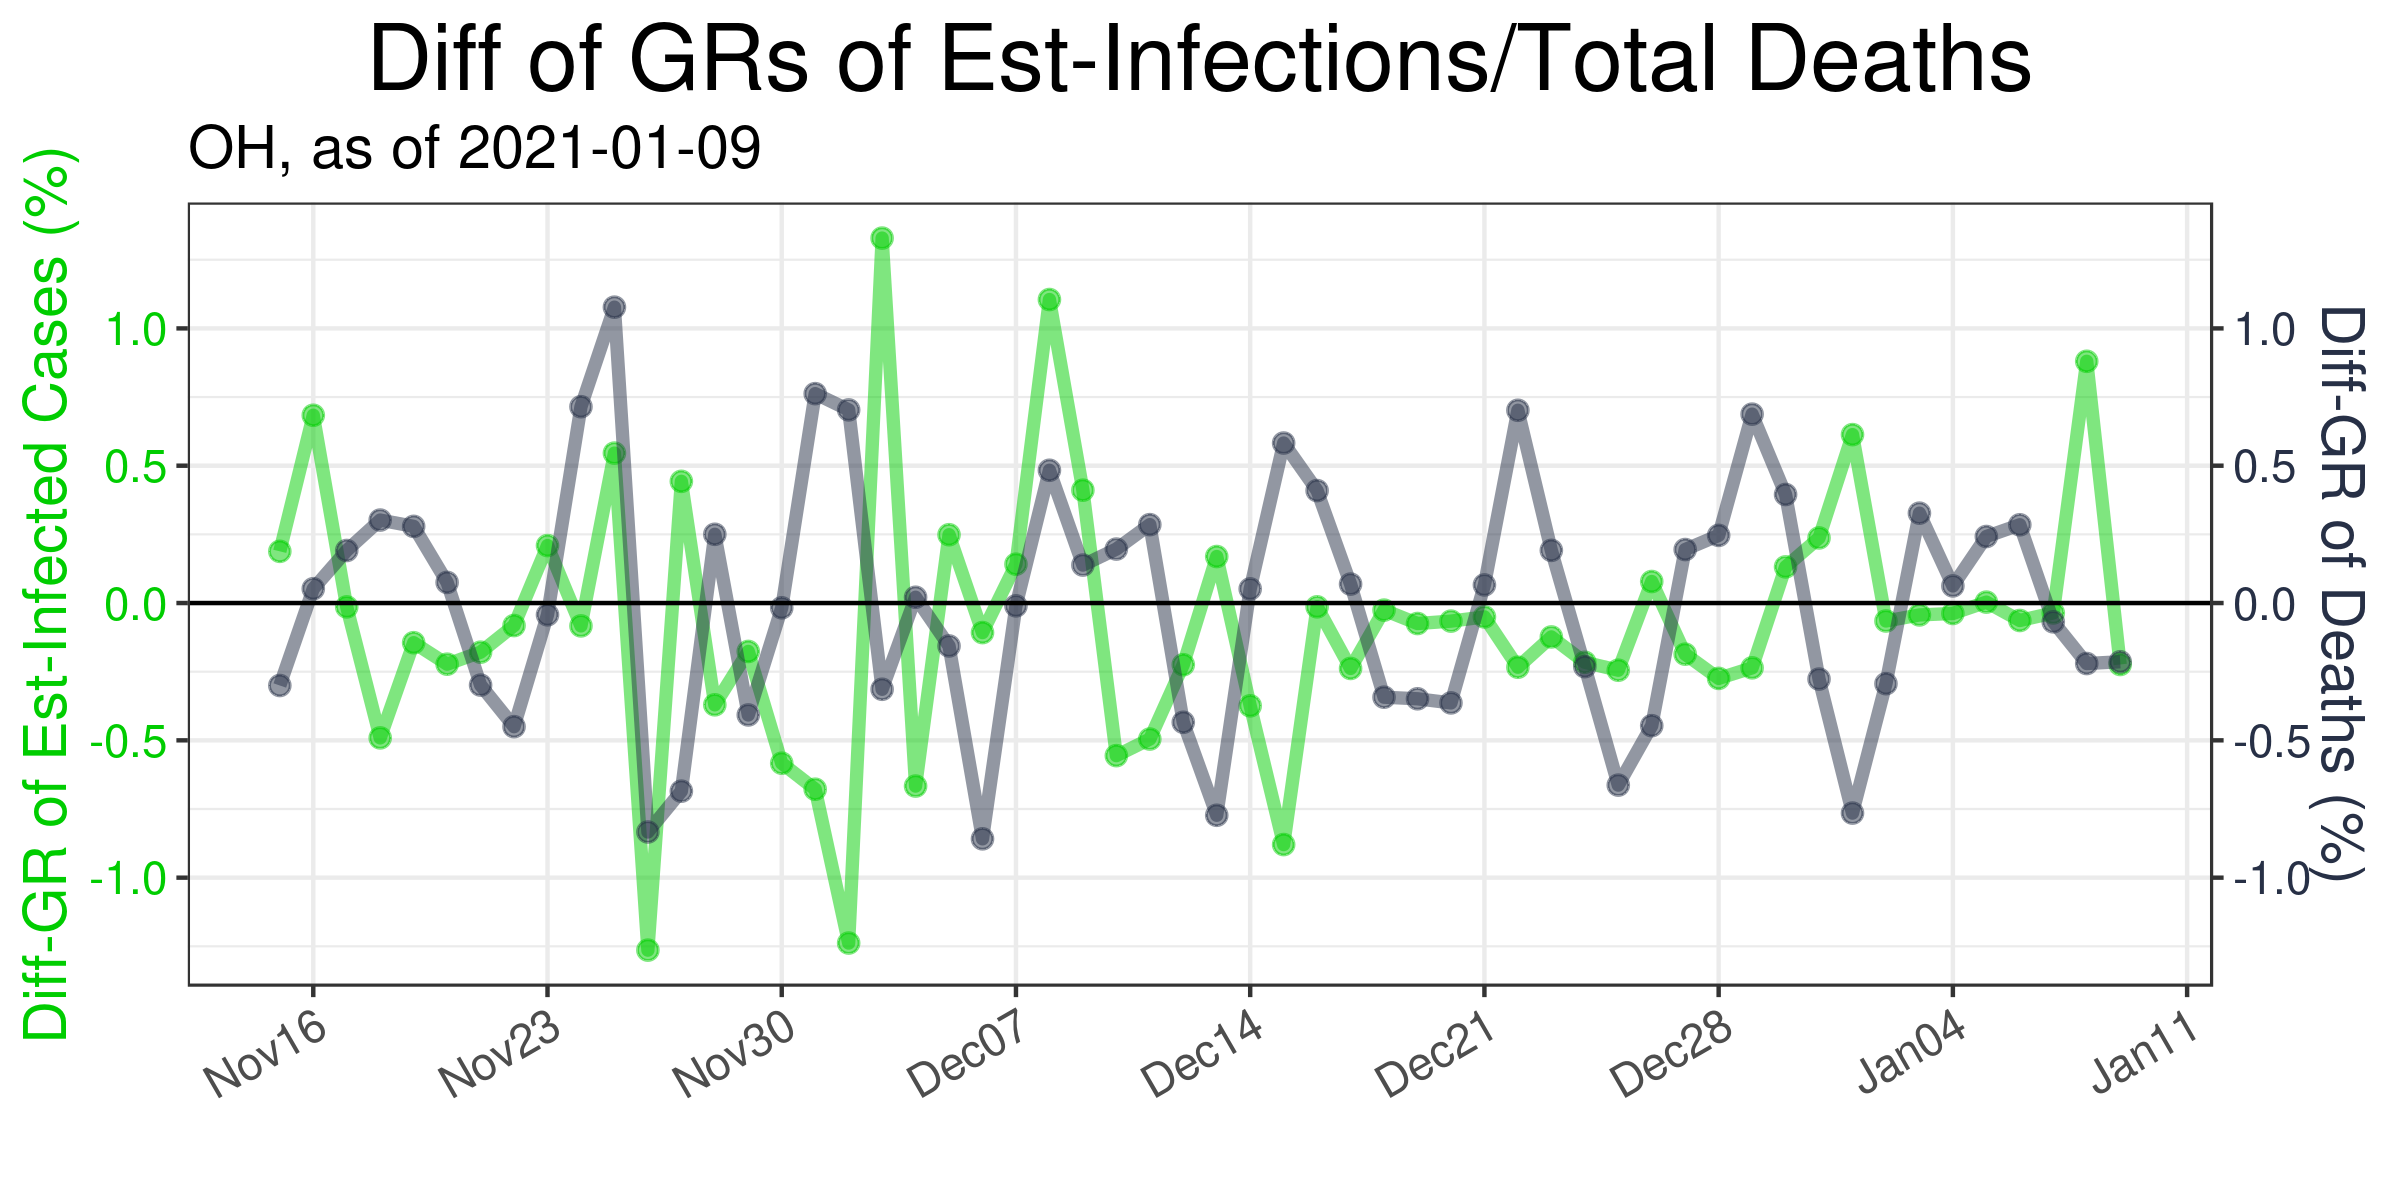 Diff of GRs of Est-Infections/Total Deaths
OH, as of 2021-01-09
Diff-GR of Est-Infected Cases (%)
1.0
0.5
0.0
-0.5
-1.0
1.0
0.5
0.0
-0.5
-1.0
Diff-GR of Deaths (%)
Nov16 Nov23 Nov30 Dec07 Dec14 Dec21 Dec28 Jan04 Jan11